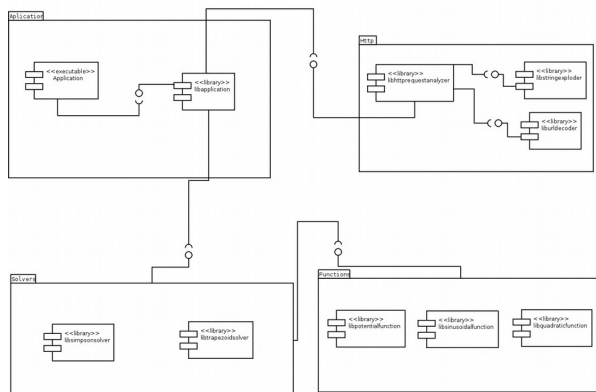 Aplication
<<executable>>
Application
<<library>>
libapplication
Http
<<library>>
libhttprequestanalyzer
<<library>>
libstringexploder
<<library>>
liburldecoder
Solvers
<<library>>
libsimpsonsolver
<<library>>
libtrapezoidsolver
Functions
<<library>>
libpotentialfunction
<<library>>
libsinusoidalfunction
<<library>>
libquadraticfunction